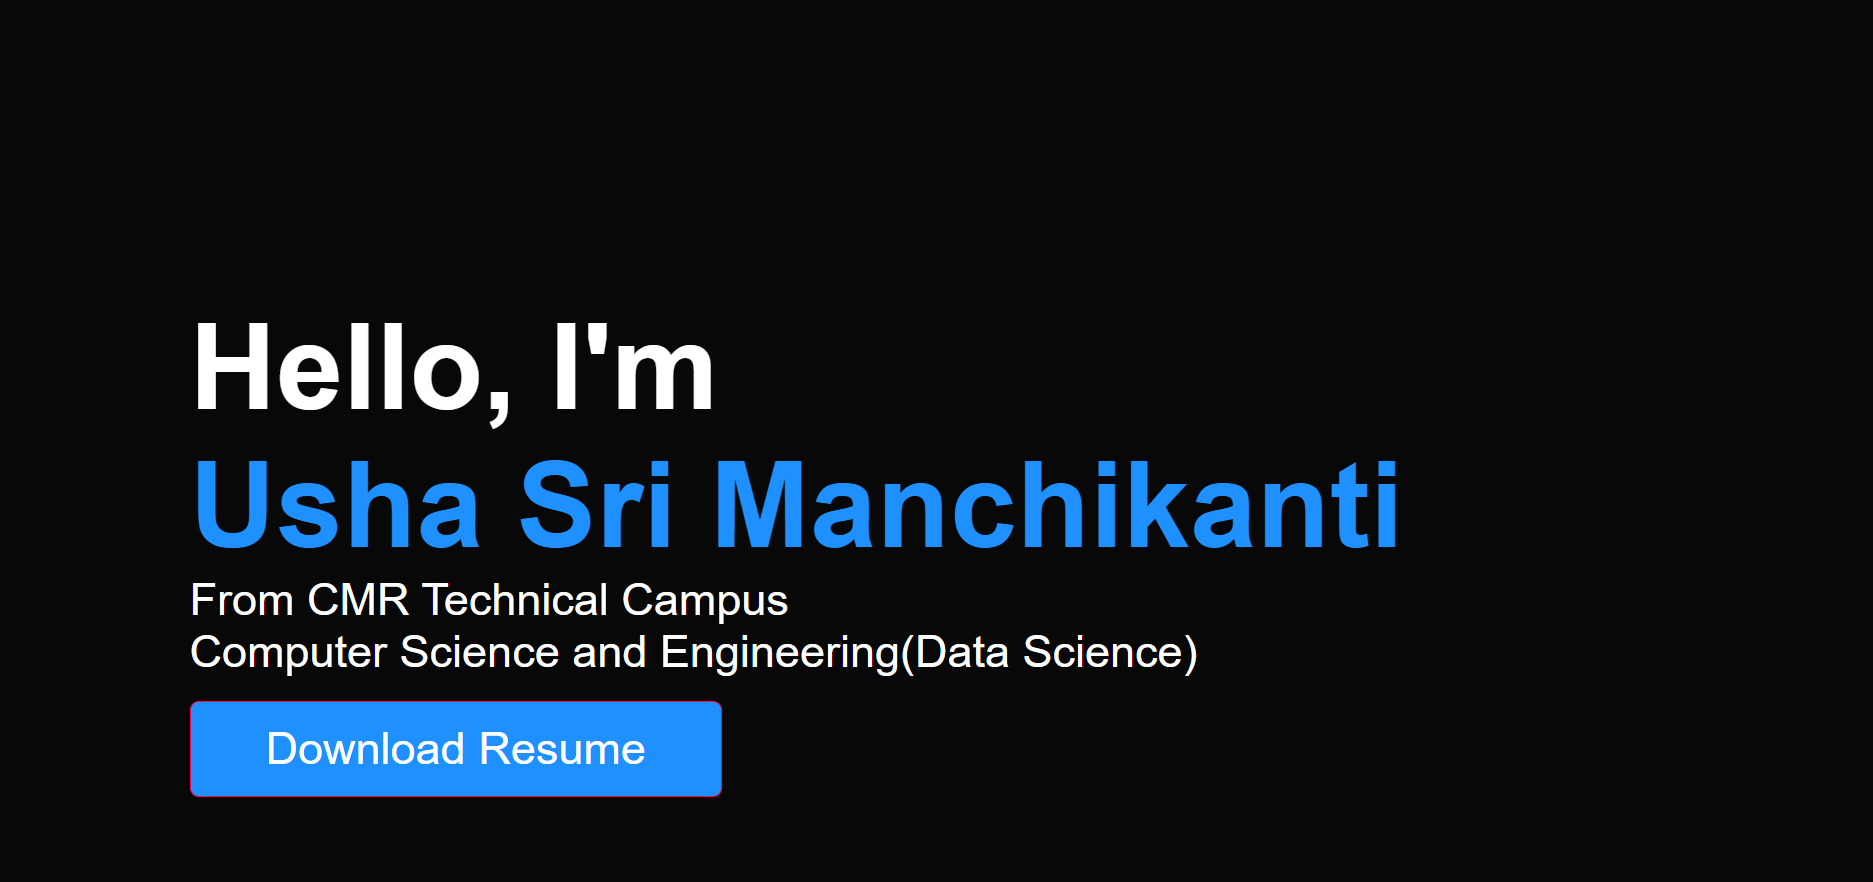 Hello, I'm
Usha Sri Manchikanti
From CMR Technical Campus
Computer Science and Engineering(Data Science)
Download Resume